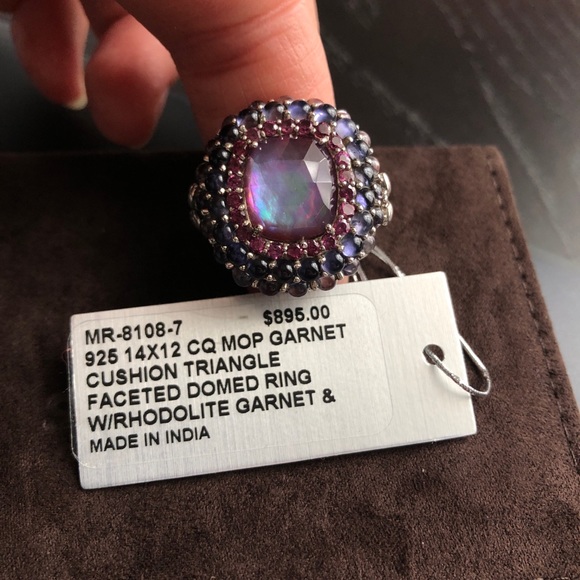 MR-8108-7 - $895.00
925 14X12 CQ MOP GARNET
CUSHION TRIANGLE
FACETED DOMED RING
W/RHODOLITE GARNET &
MADE IN INDIA